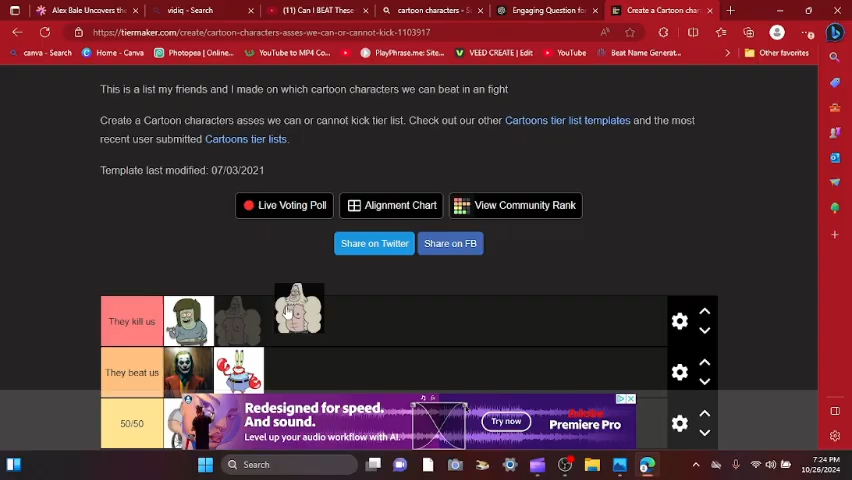 Alex Bale Uncovers the
vidiq - Search
(11) Can I BEAT These
cartoon characters - S
Engaging Question for
Create a Cartoon char
https://tiermaker.com/create/cartoon-characters-asses-we-can-or-cannot-kick-1103917
canva - Search
Home - Canva
Photopea | Online...
YouTube to MP4 Co...
PlayPhrase.me: Site...
VEED CREATE | Edit
YouTube
Beat Name Generat...
Other favorites
This is a list my friends and I made on which cartoon characters we can beat in an fight
Create a Cartoon characters asses we can or cannot kick tier list. Check out our other Cartoons tier list templates and the most
recent user submitted Cartoons tier lists.
Template last modified: 07/03/2021
Live Voting Poll
Alignment Chart
View Community Rank
Share on Twitter
Share on FB
They kill us
They beat us
50/50
Redesigned for speed.
And sound.
Level up your audio workflow with AI.
Try now
Premiere Pro
Search
7:24 PM
10/26/2024